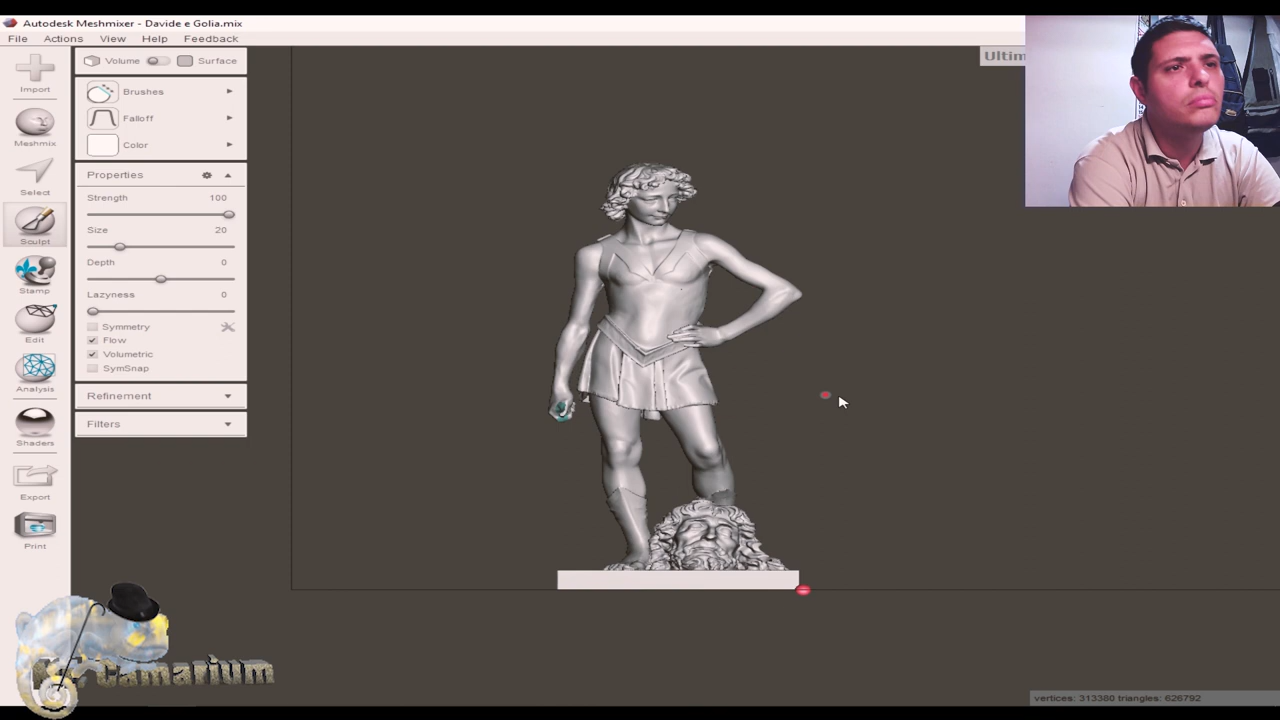 Autodesk Meshmixer - Davide e Golia.mix
File Actions View Help Feedback
Import
Meshmix
Select
Sculpt
Stamp
Edit
Analysis
Shaders
Export
Print
Volume Surface
Brushes
Falloff
Color
Properties
Strength 100
Size 20
Depth 0
Lazyness 0
Symmetry
Flow
Volumetric
SymSnap
Refinement
Filters
Ultim
Camarium
vertices: 313380 triangles: 626792